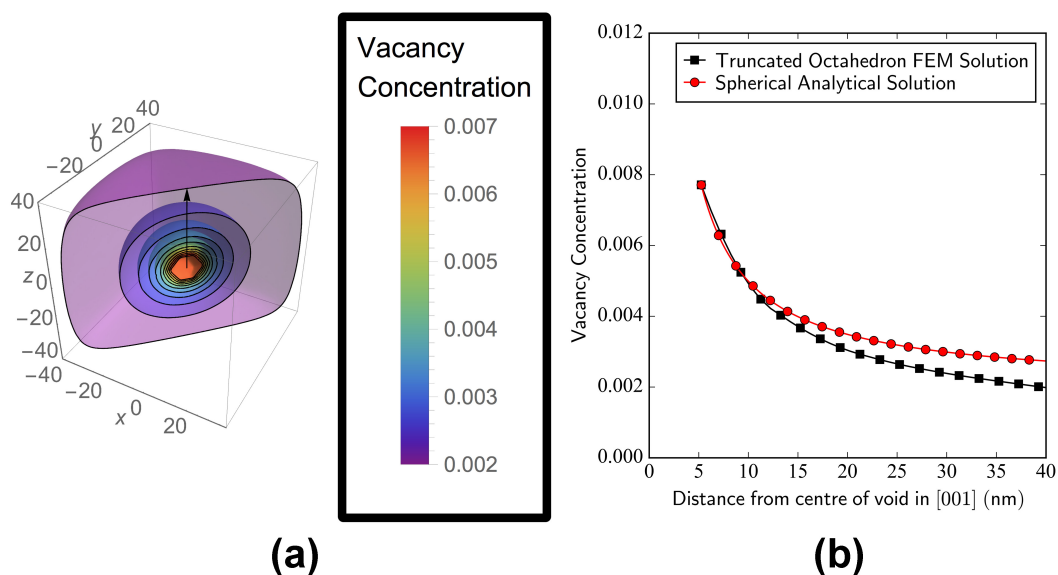 Vacancy
Concentration
0.007
0.006
0.005
0.004
0.003
0.002
y
40
20
0
−20
40
20
z 0
−20
−40
−40
−20
0
20
x
(a)
0.012
0.010
0.008
0.006
0.004
0.002
0.000
Vacancy Concentration
Truncated Octahedron FEM Solution
Spherical Analytical Solution
0 5 10 15 20 25 30 35 40
Distance from centre of void in [001] (nm)
(b)